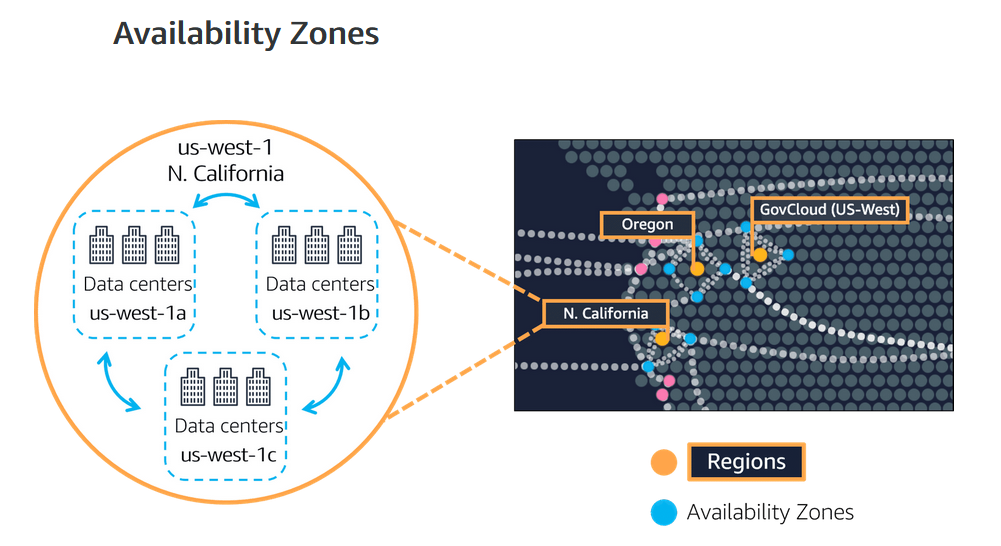 Availability Zones
us-west-1
N. California
Data centers
us-west-1a
Data centers
us-west-1b
Data centers
us-west-1c
Oregon
GovCloud (US-West)
N. California
Regions
Availability Zones